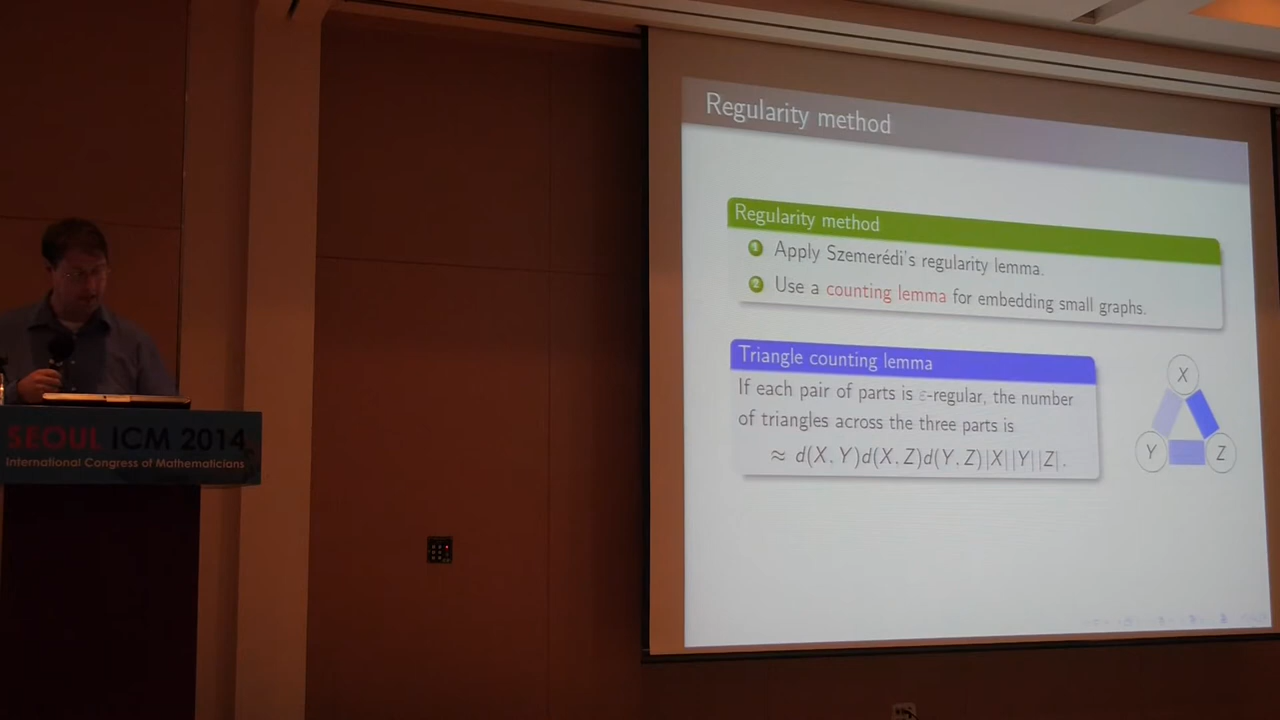 Regularity method
Regularity method
1 Apply Szemerédi's regularity lemma.
2 Use a counting lemma for embedding small graphs.
Triangle counting lemma
If each pair of parts is ε-regular, the number
of triangles across the three parts is
≈ d(X, Y)d(X, Z)d(Y, Z)|X||Y||Z|.
X
Y
Z
SEOUL ICM 2014
International Congress of Mathematicians